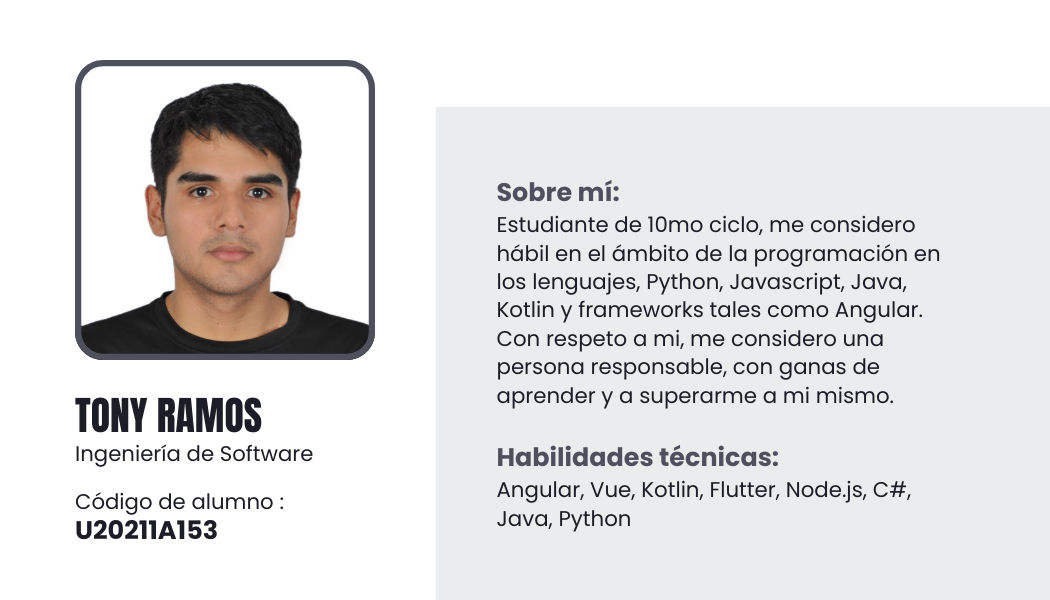 TONY RAMOS
Ingeniería de Software
Código de alumno :
U20211A153
Sobre mí:
Estudiante de 10mo ciclo, me considero
hábil en el ámbito de la programación en
los lenguajes, Python, Javascript, Java,
Kotlin y frameworks tales como Angular.
Con respeto a mi, me considero una
persona responsable, con ganas de
aprender y a superarme a mi mismo.
Habilidades técnicas:
Angular, Vue, Kotlin, Flutter, Node.js, C#,
Java, Python